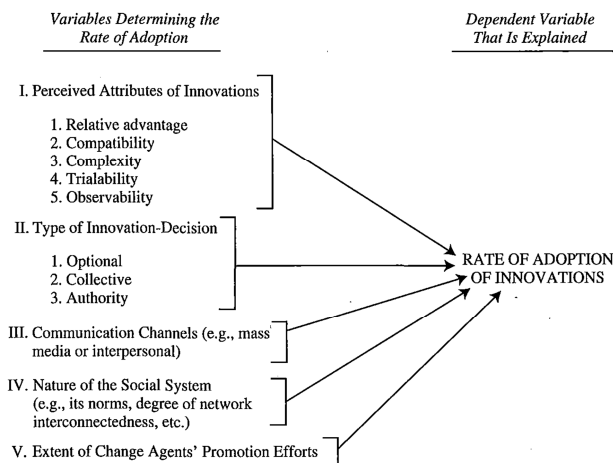 Variables Determining the
Rate of Adoption
Dependent Variable
That Is Explained
I. Perceived Attributes of Innovations
1. Relative advantage
2. Compatibility
3. Complexity
4. Trialability
5. Observability
II. Type of Innovation-Decision
1. Optional
2. Collective
3. Authority
RATE OF ADOPTION
OF INNOVATIONS
III. Communication Channels (e.g., mass
media or interpersonal)
IV. Nature of the Social System
(e.g., its norms, degree of network
interconnectedness, etc.)
V. Extent of Change Agents' Promotion Efforts